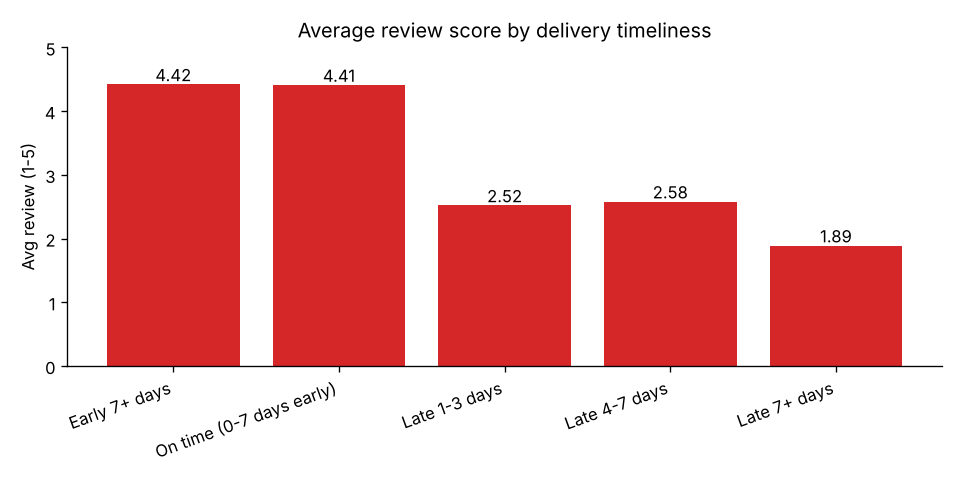 Average review score by delivery timeliness
Avg review (1-5)
5
4
3
2
1
0
4.42
4.41
2.52
2.58
1.89
Early 7+ days
On time (0-7 days early)
Late 1-3 days
Late 4-7 days
Late 7+ days